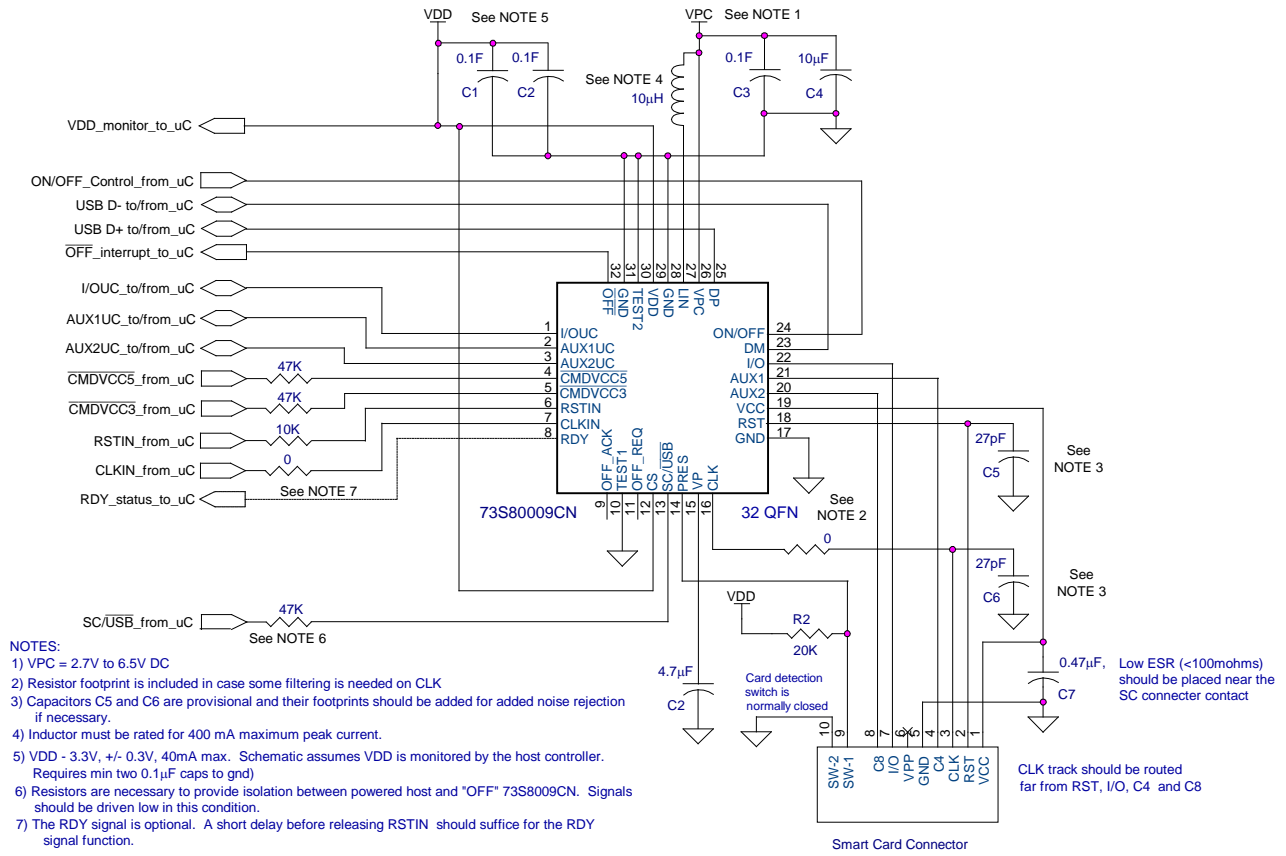 VDD
See NOTE 5
VPC
See NOTE 1
0.1F
0.1F
C1
C2
See NOTE 4
10µH
0.1F
10µF
C3
C4
VDD_monitor_to_uC
ON/OFF_Control_from_uC
USB D- to/from_uC
USB D+ to/from_uC
OFF_interrupt_to_uC
I/OUC_to/from_uC
AUX1UC_to/from_uC
AUX2UC_to/from_uC
CMDVCC5_from_uC
47K
CMDVCC3_from_uC
47K
RSTIN_from_uC
10K
CLKIN_from_uC
0
RDY_status_to_uC
See NOTE 7
32 31 30 29 28 27 26 25
OFF GND TEST2 VDD GND LIN VPC DP
1 I/OUC
2 AUX1UC
3 AUX2UC
4 CMDVCC5
5 CMDVCC3
6 RSTIN
7 CLKIN
8 RDY
ON/OFF 24
DM 23
I/O 22
AUX1 21
AUX2 20
VCC 19
RST 18
GND 17
OFF_ACK TEST1 OFF_REQ CS SC/USB PRES VP CLK
9 10 11 12 13 14 15 16
73S80009CN
32 QFN
See
NOTE 2
0
27pF
C5
See
NOTE 3
27pF
C6
See
NOTE 3
SC/USB_from_uC
47K
See NOTE 6
VDD
R2
20K
4.7µF
C2
Card detection
switch is
normally closed
0.47µF,
C7
Low ESR (<100mohms)
should be placed near the
SC connecter contact
10 9 8 7 6 5 4 3 2 1
SW-2 SW-1 C8 I/O VPP GND C4 CLK RST VCC
CLK track should be routed
far from RST, I/O, C4 and C8
Smart Card Connector
NOTES:
1) VPC = 2.7V to 6.5V DC
2) Resistor footprint is included in case some filtering is needed on CLK
3) Capacitors C5 and C6 are provisional and their footprints should be added for added noise rejection
if necessary.
4) Inductor must be rated for 400 mA maximum peak current.
5) VDD - 3.3V, +/- 0.3V, 40mA max. Schematic assumes VDD is monitored by the host controller.
Requires min two 0.1µF caps to gnd)
6) Resistors are necessary to provide isolation between powered host and "OFF" 73S8009CN. Signals
should be driven low in this condition.
7) The RDY signal is optional. A short delay before releasing RSTIN should suffice for the RDY
signal function.